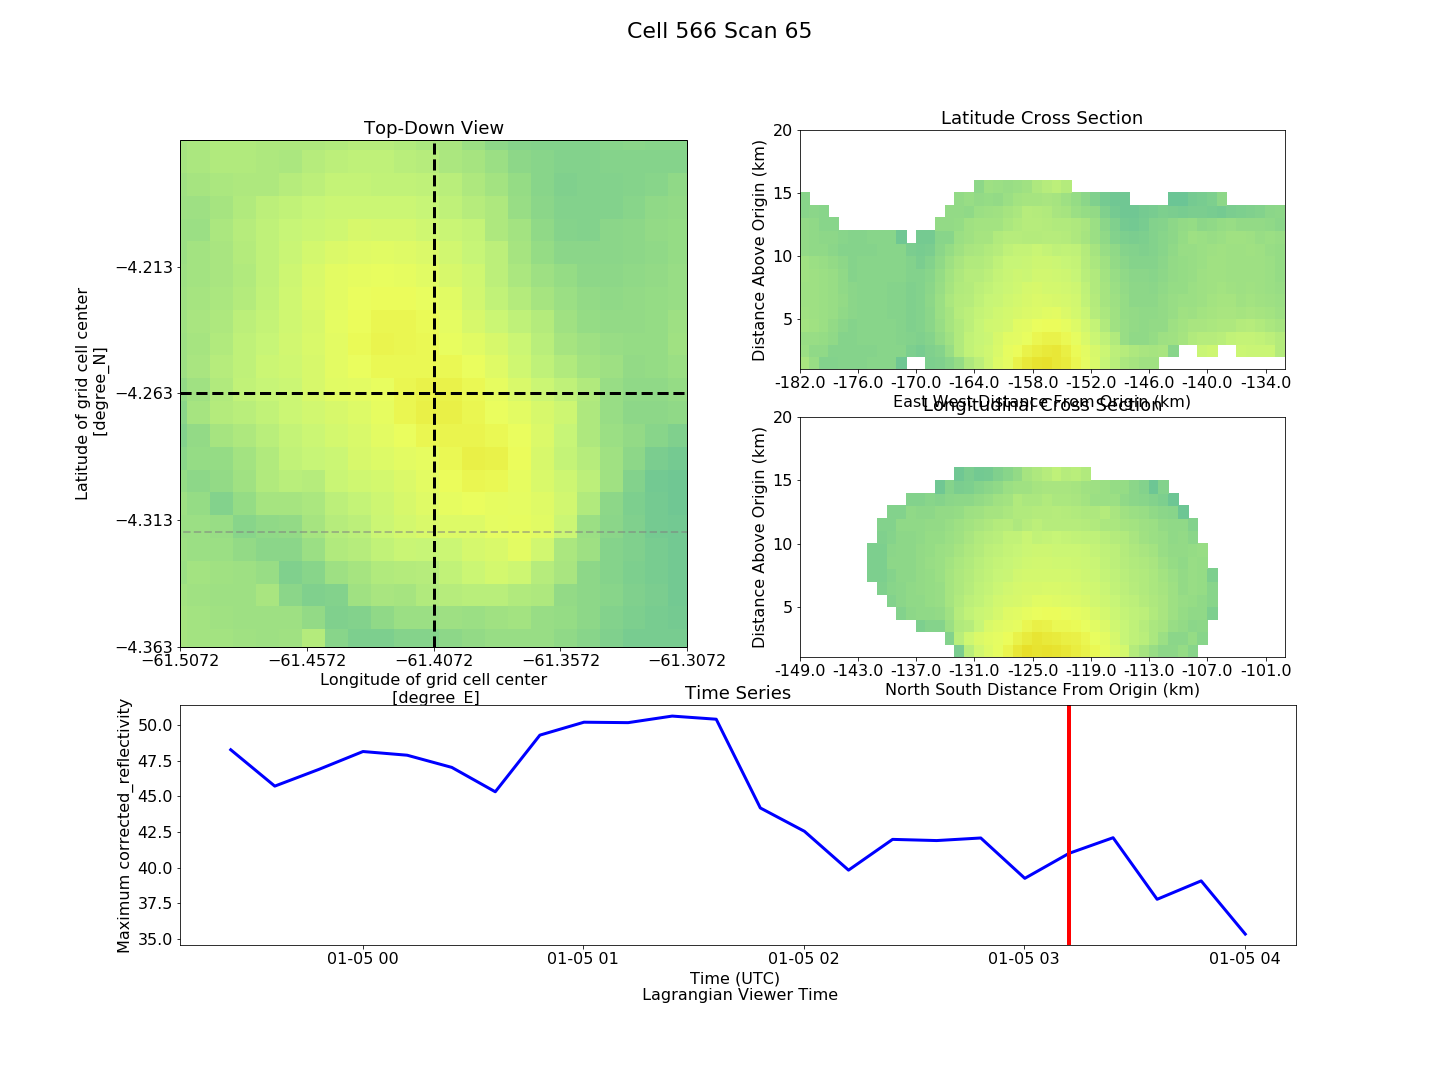 Cell 566 Scan 65
Top-Down View
Latitude of grid cell center
[degree_N]
−4.213
−4.263
−4.313
−4.363
−61.5072 −61.4572 −61.4072 −61.3572 −61.3072
Longitude of grid cell center
[degree_E]
Latitude Cross Section
Distance Above Origin (km)
20
15
10
5
-182.0 -176.0 -170.0 -164.0 -158.0 -152.0 -146.0 -140.0 -134.0
East West Distance From Origin (km)
Longitudinal Cross Section
Distance Above Origin (km)
20
15
10
5
-149.0 -143.0 -137.0 -131.0 -125.0 -119.0 -113.0 -107.0 -101.0
North South Distance From Origin (km)
Time Series
Maximum corrected_reflectivity
50.0
47.5
45.0
42.5
40.0
37.5
35.0
01-05 00 01-05 01 01-05 02 01-05 03 01-05 04
Time (UTC)
Lagrangian Viewer Time